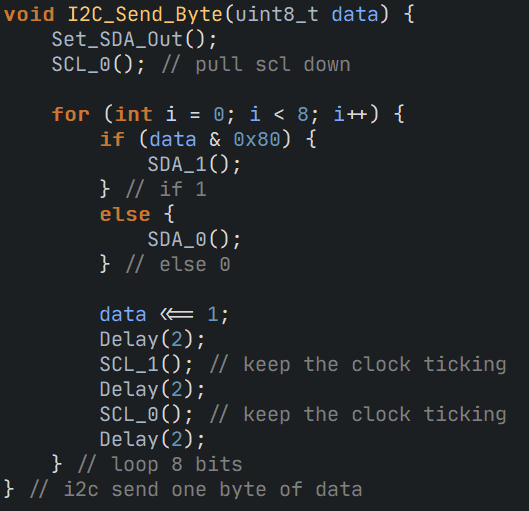 void I2C_Send_Byte(uint8_t data) {
    Set_SDA_Out();
    SCL_0(); // pull scl down

    for (int i = 0; i < 8; i++) {
        if (data & 0x80) {
            SDA_1();
        } // if 1
        else {
            SDA_0();
        } // else 0

        data <<= 1;
        Delay(2);
        SCL_1(); // keep the clock ticking
        Delay(2);
        SCL_0(); // keep the clock ticking
        Delay(2);
    } // loop 8 bits
} // i2c send one byte of data